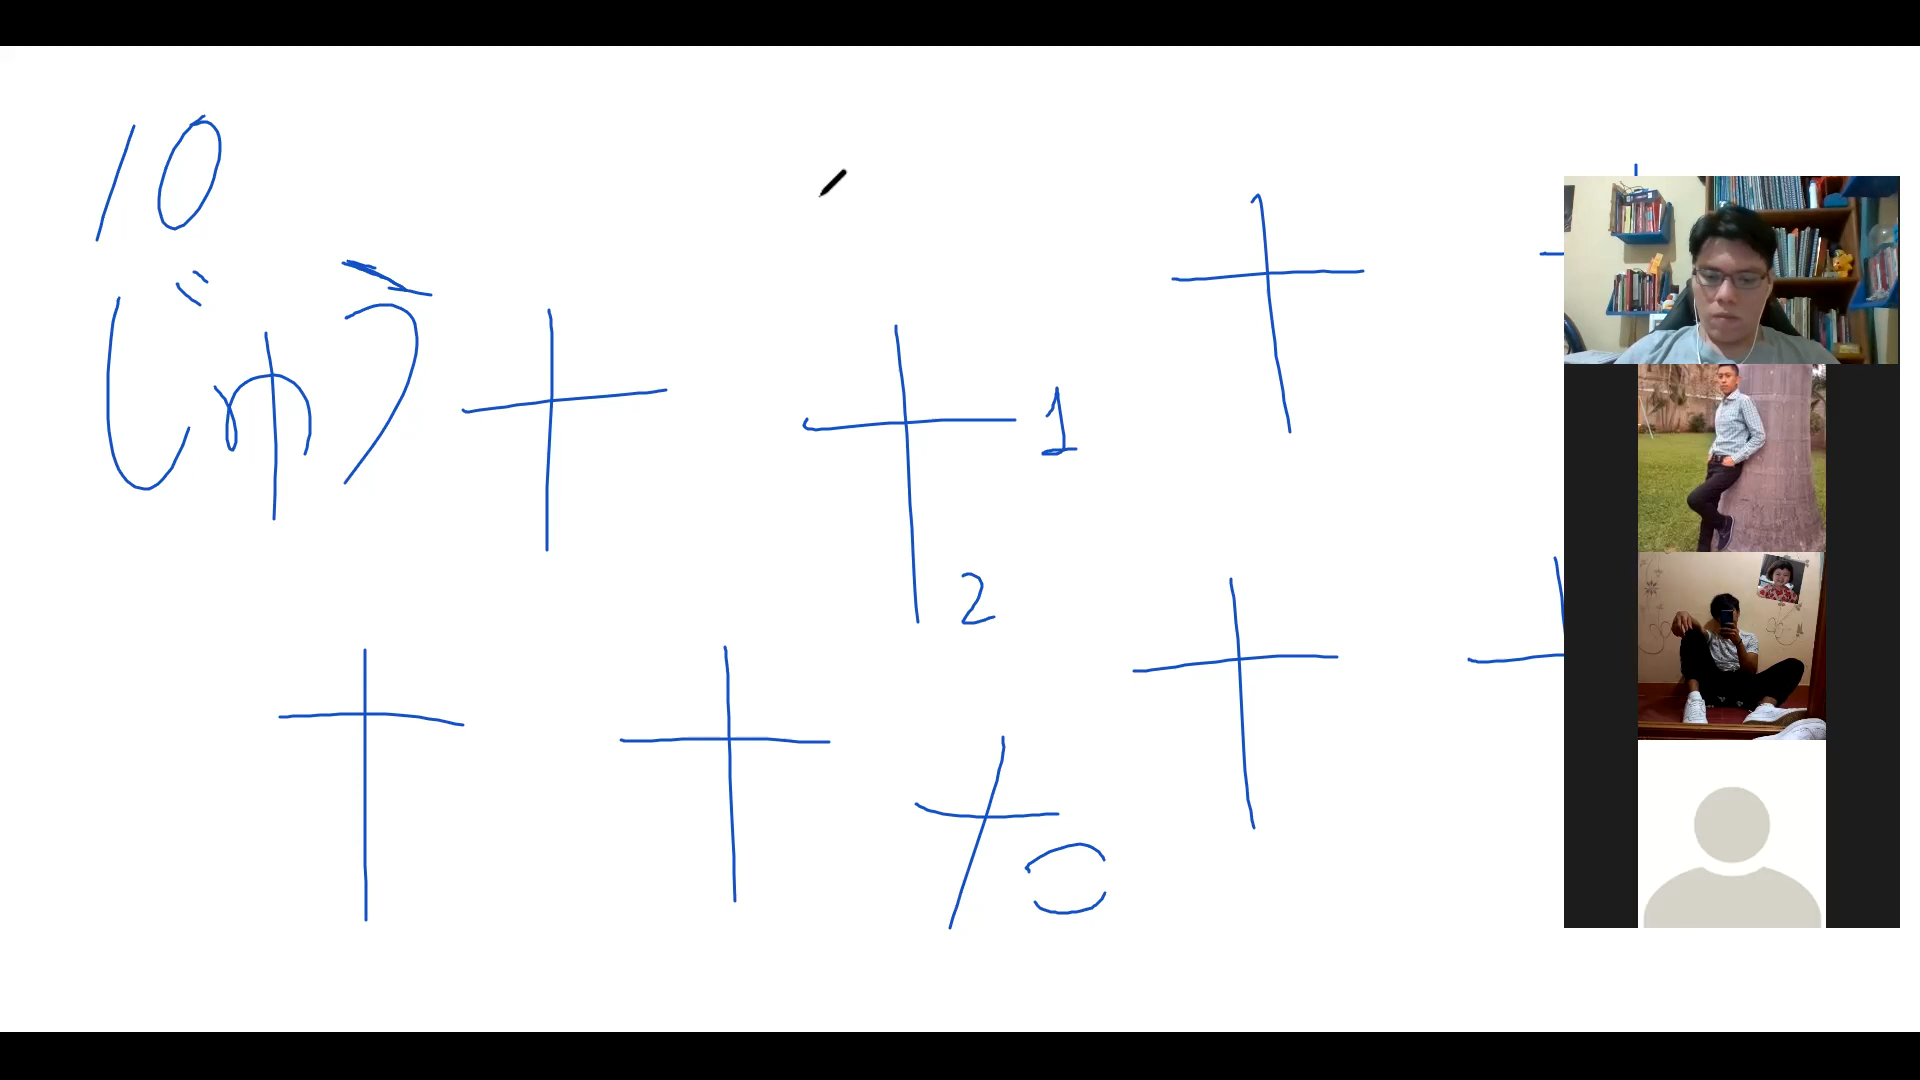 10
じゅう 十 十 1 十
2
十 十 た 十